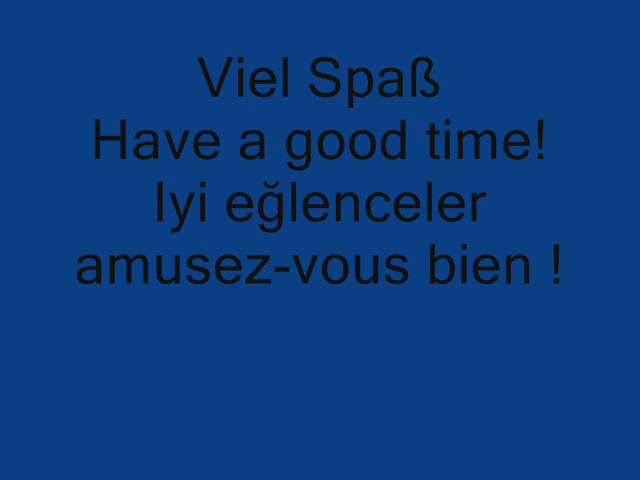 Viel Spaß
Have a good time!
Iyi eğlenceler
amusez-vous bien !